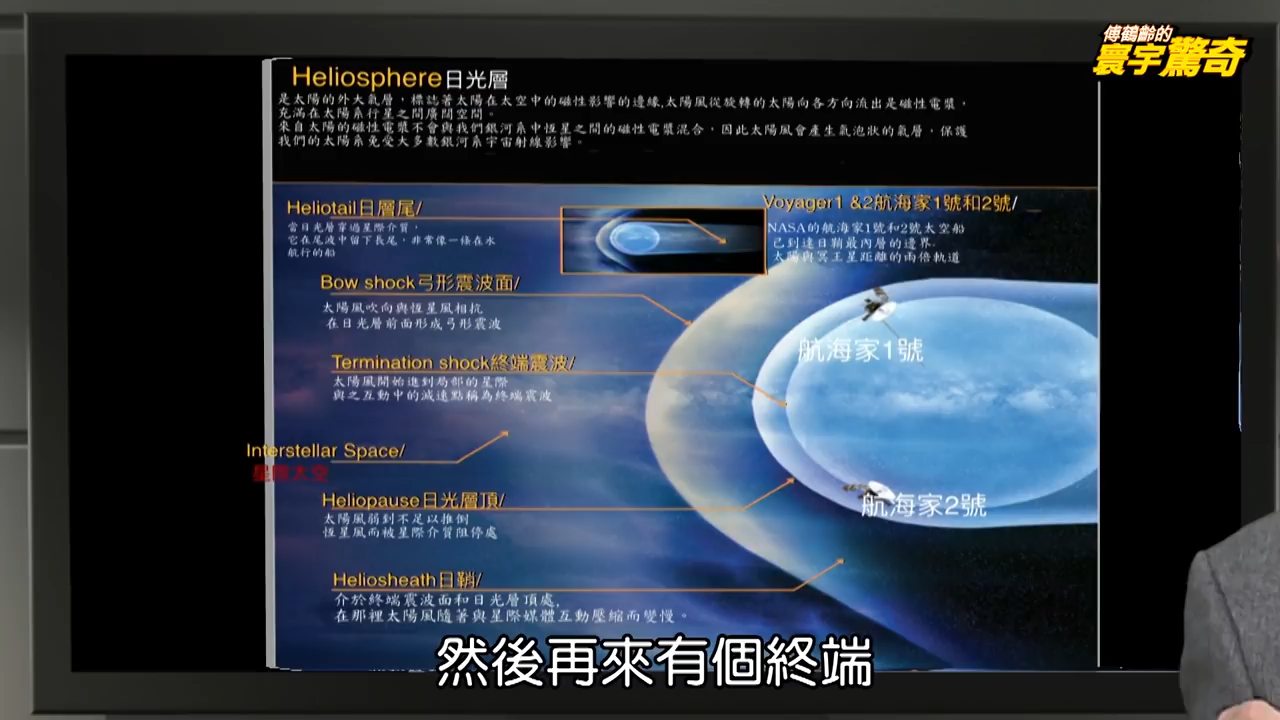 傅鶴齡的
寰宇驚奇
Heliosphere日光層
是太陽的外大氣層，標誌著太陽在太空中的磁性影響的邊緣,太陽風從旋轉的太陽向各方向流出是磁性電漿，
充滿在太陽系行星之間廣闊空間。
來自太陽的磁性電漿不會與我們銀河系中恆星之間的磁性電漿混合，因此太陽風會產生氣泡狀的氣層，保護
我們的太陽系免受大多數銀河系宇宙射線影響。
Heliotail日層尾/
當日光層穿過星際介質，
它在尾波中留下長尾，非常像一條在水
航行的船
Voyager1 &2航海家1號和2號/
NASA的航海家1號和2號太空船
已到達日鞘最內層的邊界.
太陽與冥王星距離的兩倍軌道
Bow shock弓形震波面/
太陽風吹向與恆星風相抗
在日光層前面形成弓形震波
航海家1號
Termination shock終端震波/
太陽風開始進到局部的星際
與之互動中的減速點稱為終端震波
Interstellar Space/
星際太空
Heliopause日光層頂/
太陽風弱到不足以推倒
恆星風而被星際介質阻停處
航海家2號
Heliosheath日鞘/
介於終端震波面和日光層頂處,
在那裡太陽風隨著與星際媒體互動壓縮而變慢。
然後再來有個終端